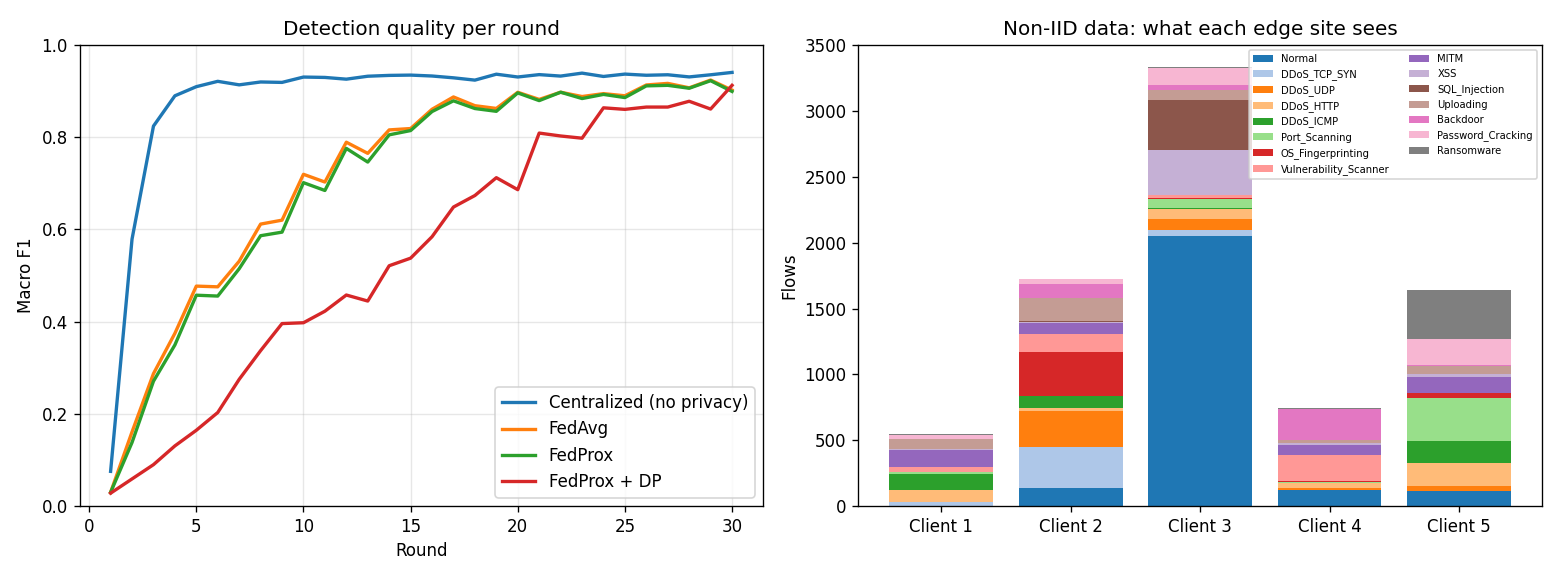 Detection quality per round
Macro F1
1.0
0.8
0.6
0.4
0.2
0.0
0 5 10 15 20 25 30
Round
Centralized (no privacy)
FedAvg
FedProx
FedProx + DP
Non-IID data: what each edge site sees
Flows
3500
3000
2500
2000
1500
1000
500
0
Client 1 Client 2 Client 3 Client 4 Client 5
Normal
DDoS_TCP_SYN
DDoS_UDP
DDoS_HTTP
DDoS_ICMP
Port_Scanning
OS_Fingerprinting
Vulnerability_Scanner
MITM
XSS
SQL_Injection
Uploading
Backdoor
Password_Cracking
Ransomware